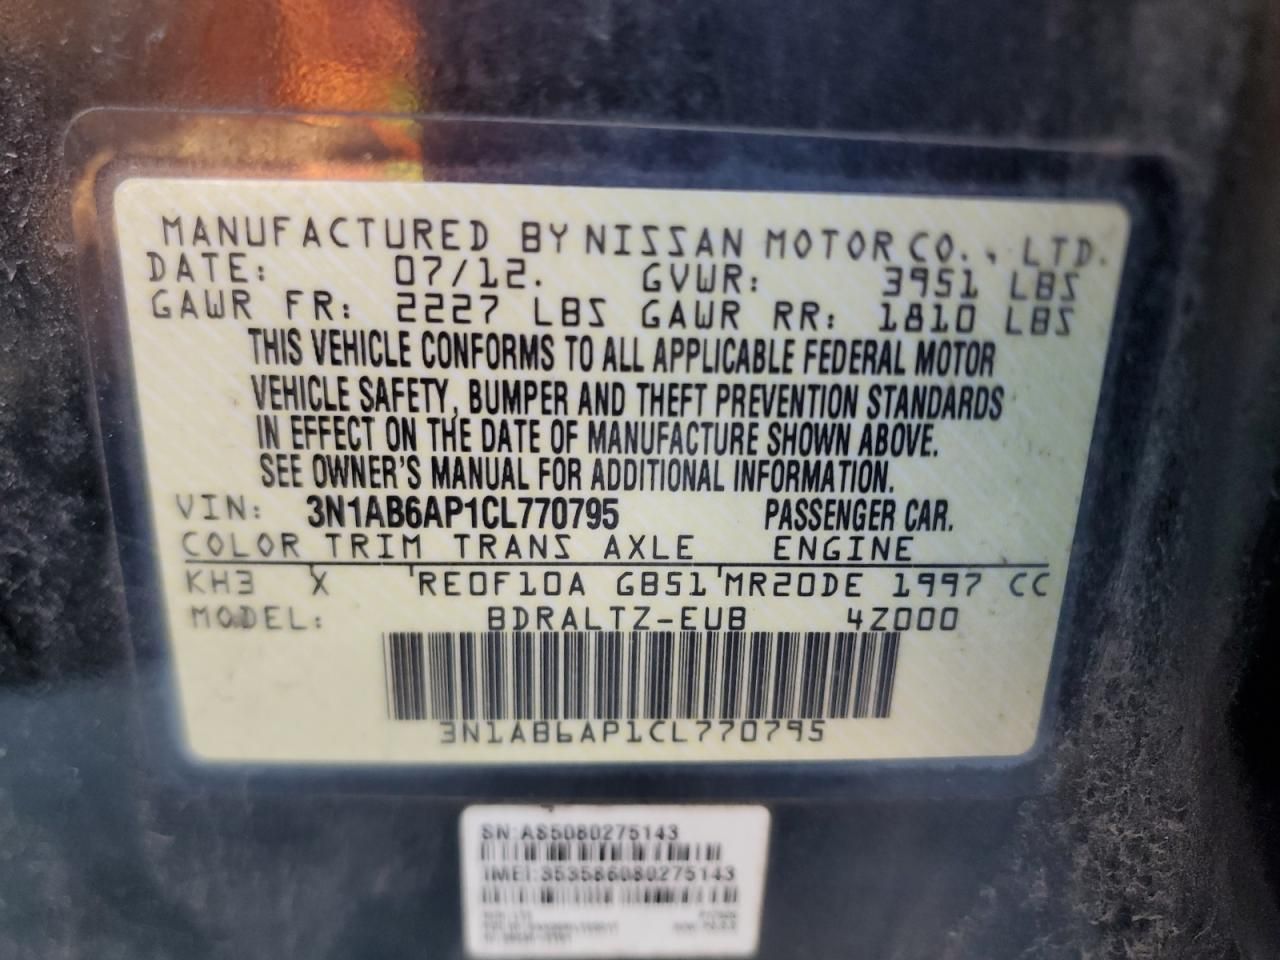 MANUFACTURED BY NISSAN MOTOR CO., LTD.
DATE: 07/12. GVWR: 3951 LBS
GAWR FR: 2227 LBS GAWR RR: 1810 LBS
THIS VEHICLE CONFORMS TO ALL APPLICABLE FEDERAL MOTOR
VEHICLE SAFETY, BUMPER AND THEFT PREVENTION STANDARDS
IN EFFECT ON THE DATE OF MANUFACTURE SHOWN ABOVE.
SEE OWNER'S MANUAL FOR ADDITIONAL INFORMATION.
VIN: 3N1AB6AP1CL770795 PASSENGER CAR.
COLOR TRIM TRANS AXLE ENGINE
KH3 X RE0F10A GB51 MR20DE 1997 CC
MODEL: BDRALTZ-EUB 4Z000
3N1AB6AP1CL770795
SN:AS5080275143
IMEI:353586080275143